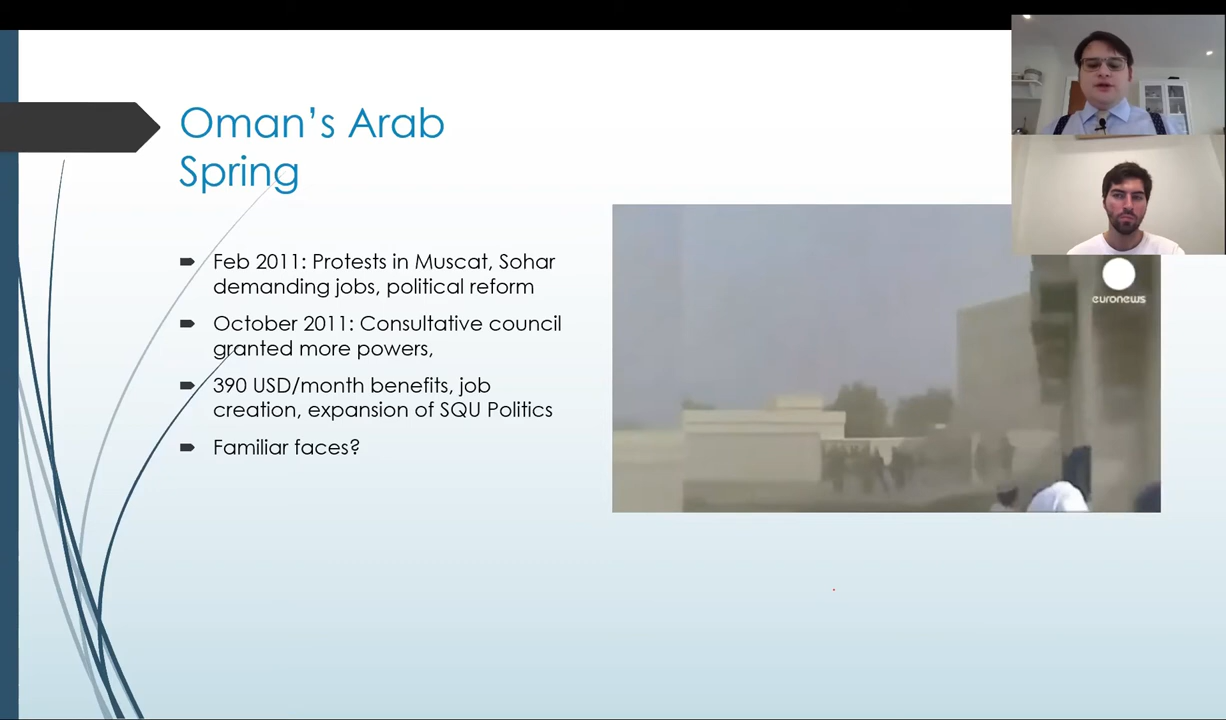 Oman's Arab
Spring
Feb 2011: Protests in Muscat, Sohar
demanding jobs, political reform
October 2011: Consultative council
granted more powers,
390 USD/month benefits, job
creation, expansion of SQU Politics
Familiar faces?
euronews